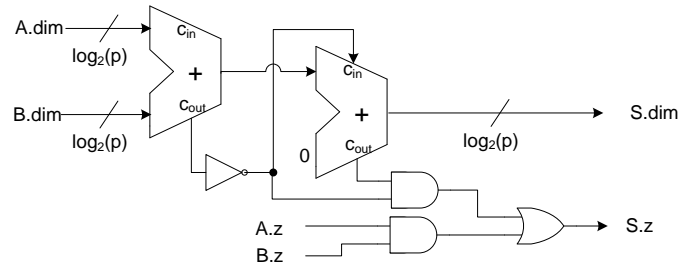 A.dim
log₂(p)
B.dim
log₂(p)
cᵢₙ
+
cₒᵤₜ
cᵢₙ
+
cₒᵤₜ
0
log₂(p)
S.dim
A.z
B.z
S.z